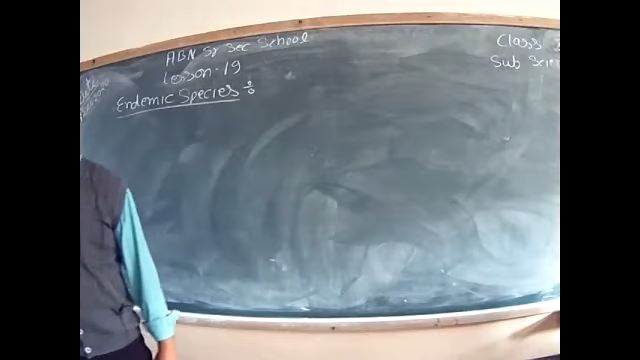 ABN Sr Sec School
Lesson-19
Endemic Species ÷
Class
Sub Scie